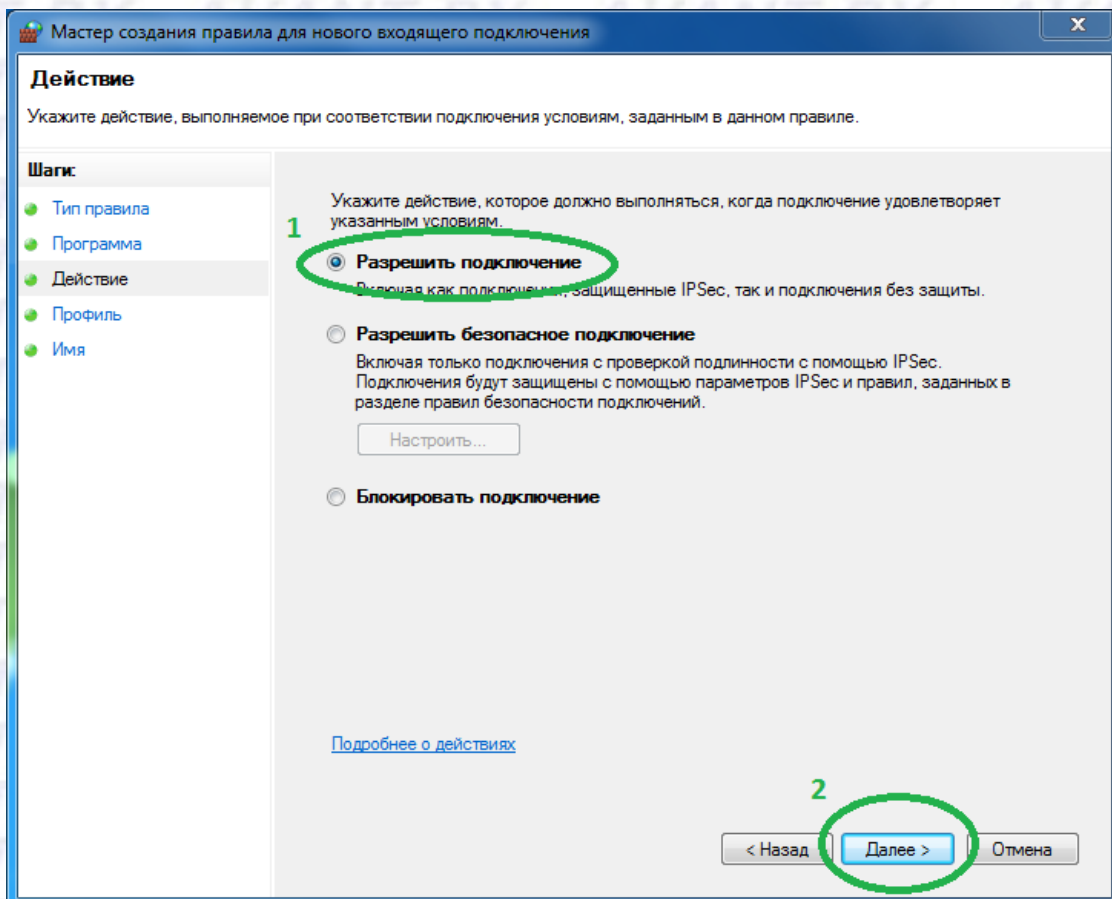 Мастер создания правила для нового входящего подключения
X
Действие
Укажите действие, выполняемое при соответствии подключения условиям, заданным в данном правиле.
Шаги:
Тип правила
Программа
Действие
Профиль
Имя
Укажите действие, которое должно выполняться, когда подключение удовлетворяет
указанным условиям.
1
Разрешить подключение
Включая как подключения, защищенные IPSec, так и подключения без защиты.
Разрешить безопасное подключение
Включая только подключения с проверкой подлинности с помощью IPSec.
Подключения будут защищены с помощью параметров IPSec и правил, заданных в
разделе правил безопасности подключений.
Настроить...
Блокировать подключение
Подробнее о действиях
2
< Назад
Далее >
Отмена